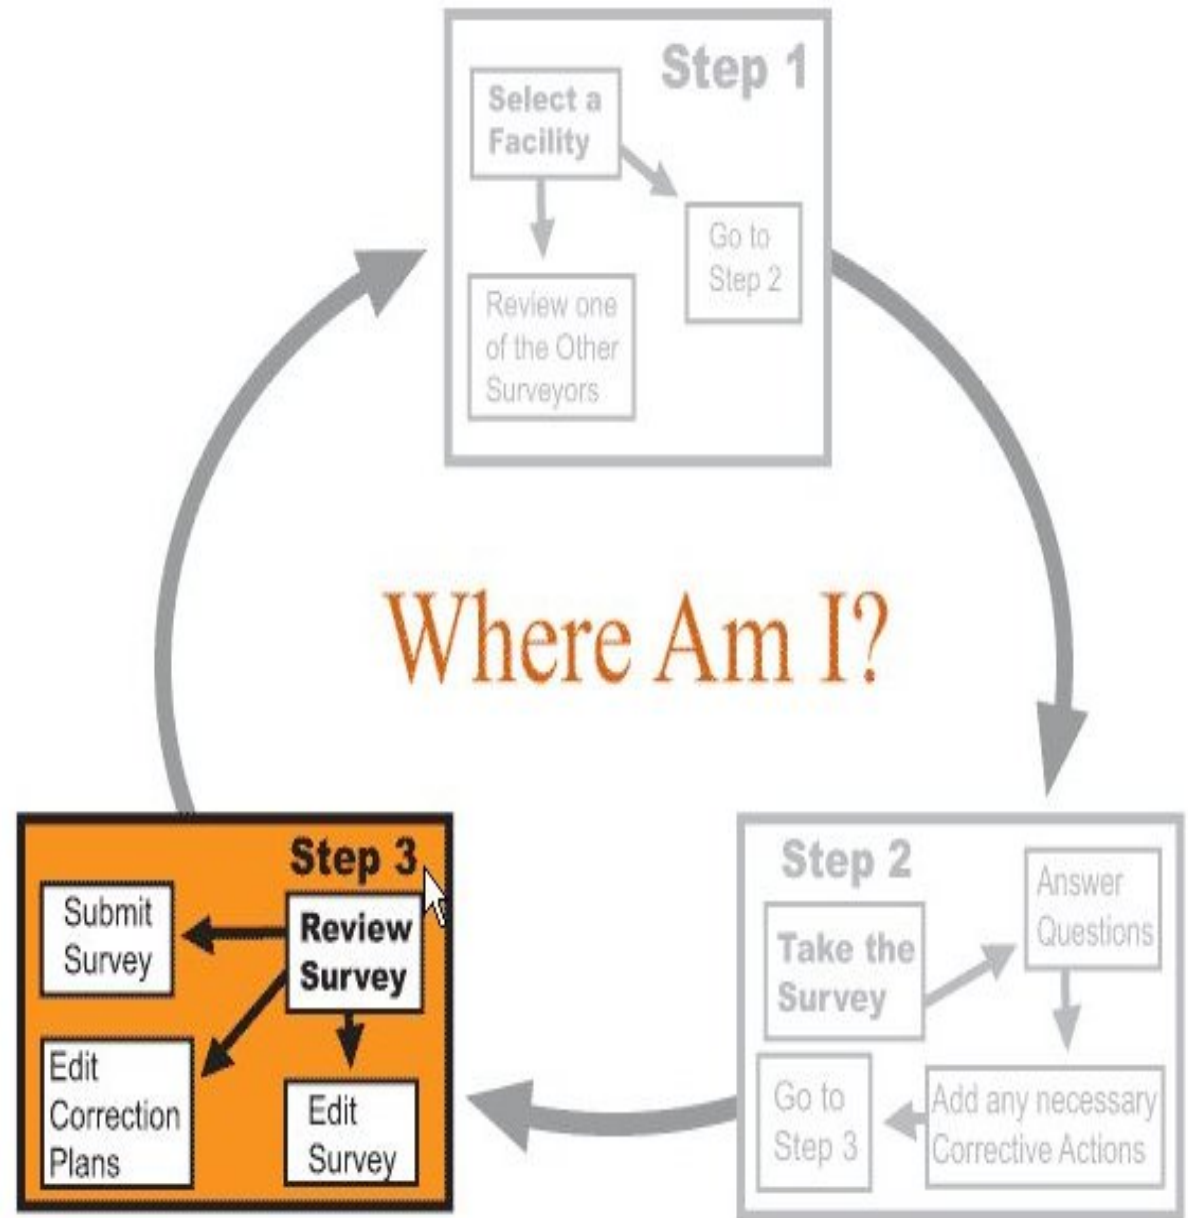 Step 1
Select a
Facility
Go to
Step 2
Review one
of the Other
Surveyors
Where Am I?
Step 3
Submit
Survey
Review
Survey
Edit
Correction
Plans
Edit
Survey
Step 2
Take the
Survey
Answer
Questions
Add any necessary
Corrective Actions
Go to
Step 3